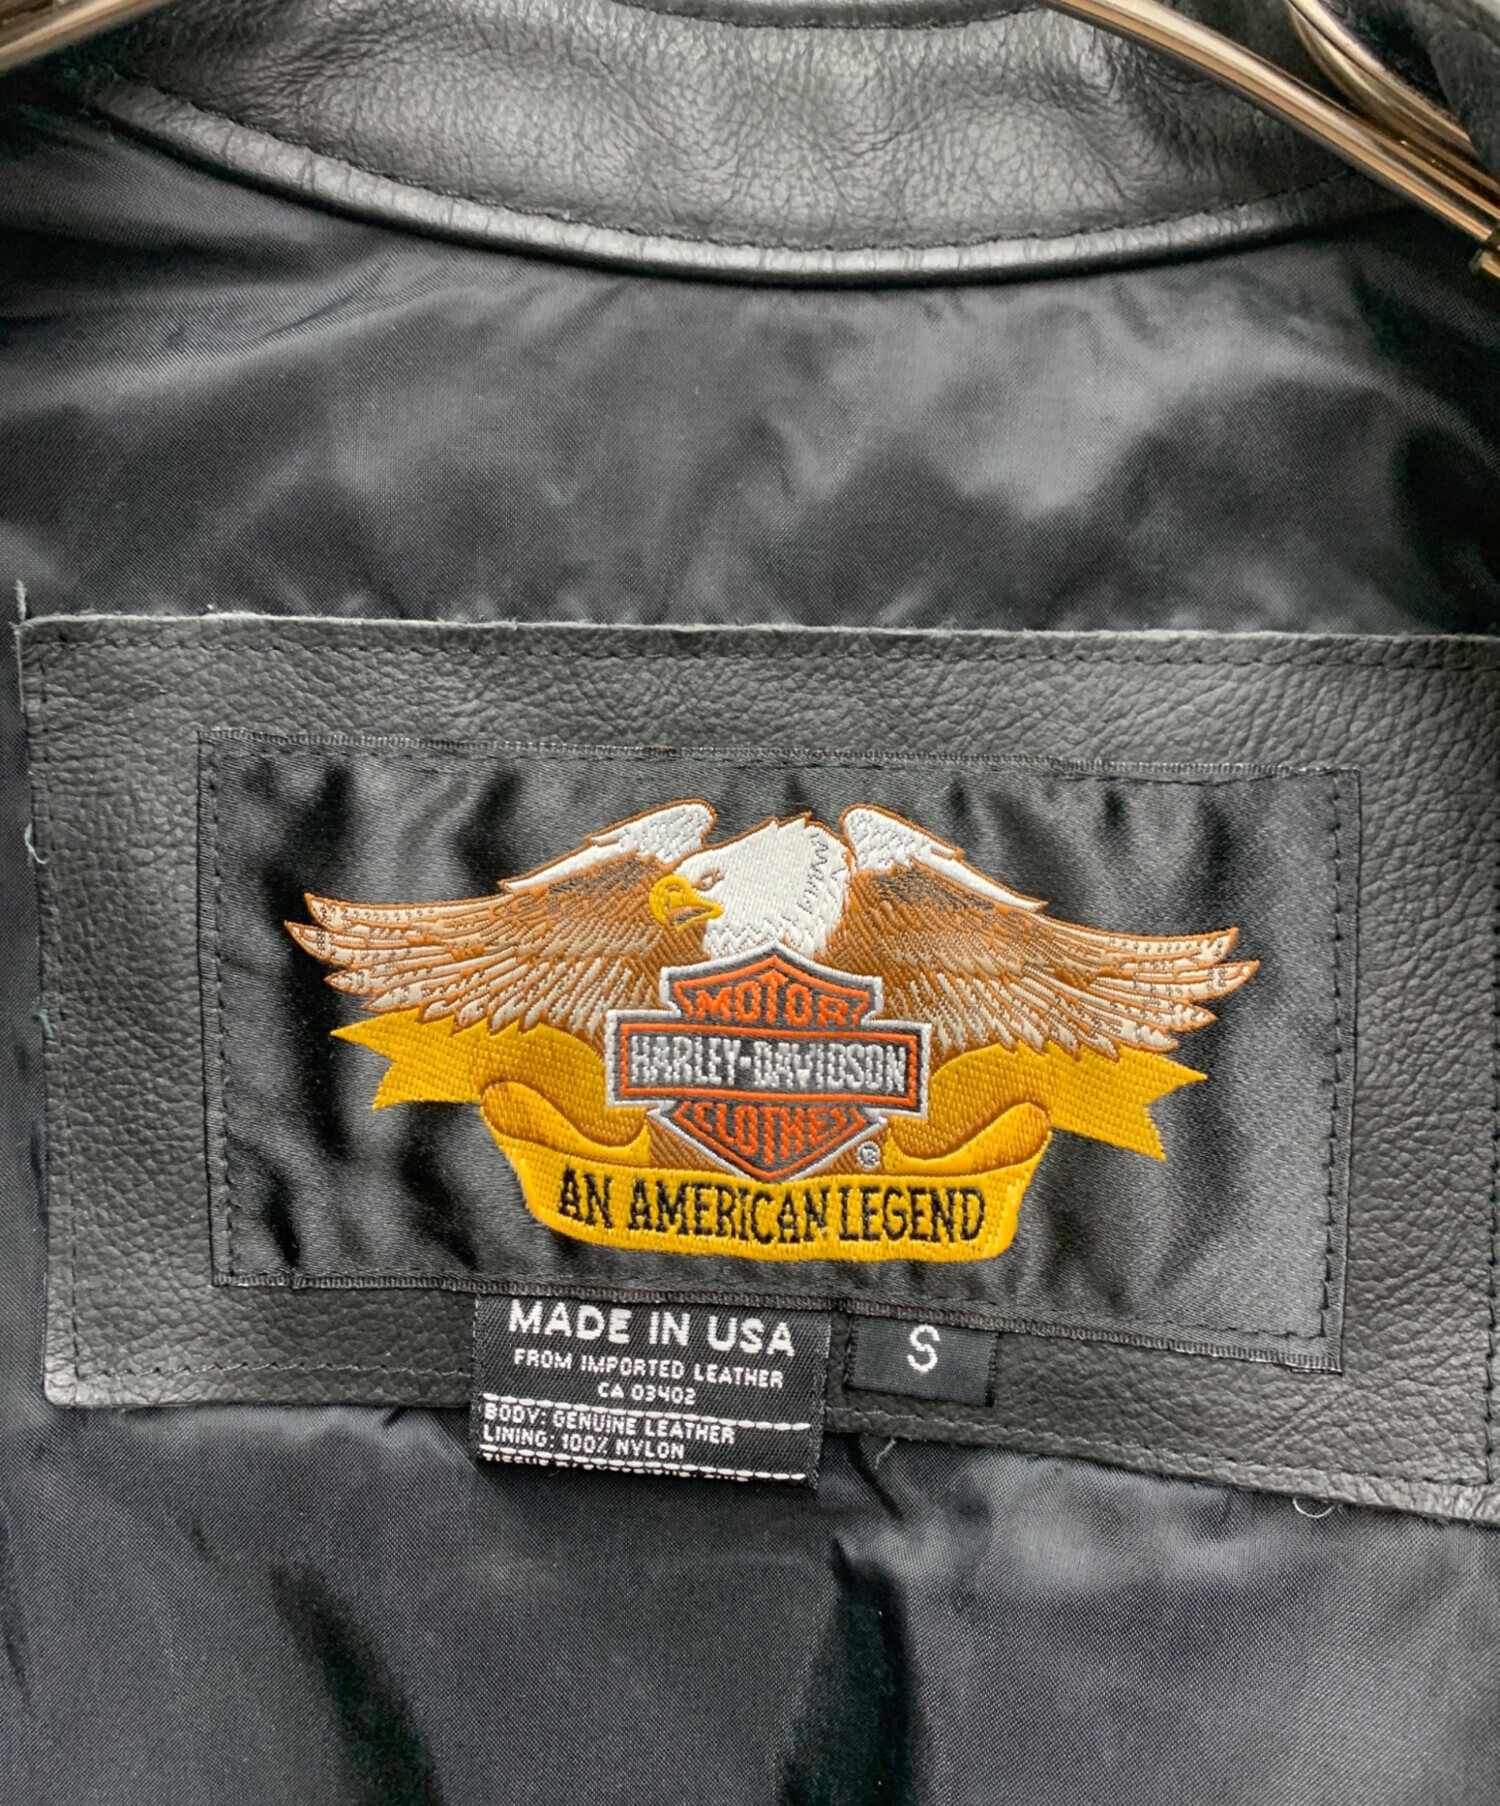 MOTOR
HARLEY-DAVIDSON
CLOTHES
®
AN AMERICAN LEGEND
MADE IN USA
FROM IMPORTED LEATHER
CA 03402
BODY: GENUINE LEATHER
LINING: 100% NYLON
S